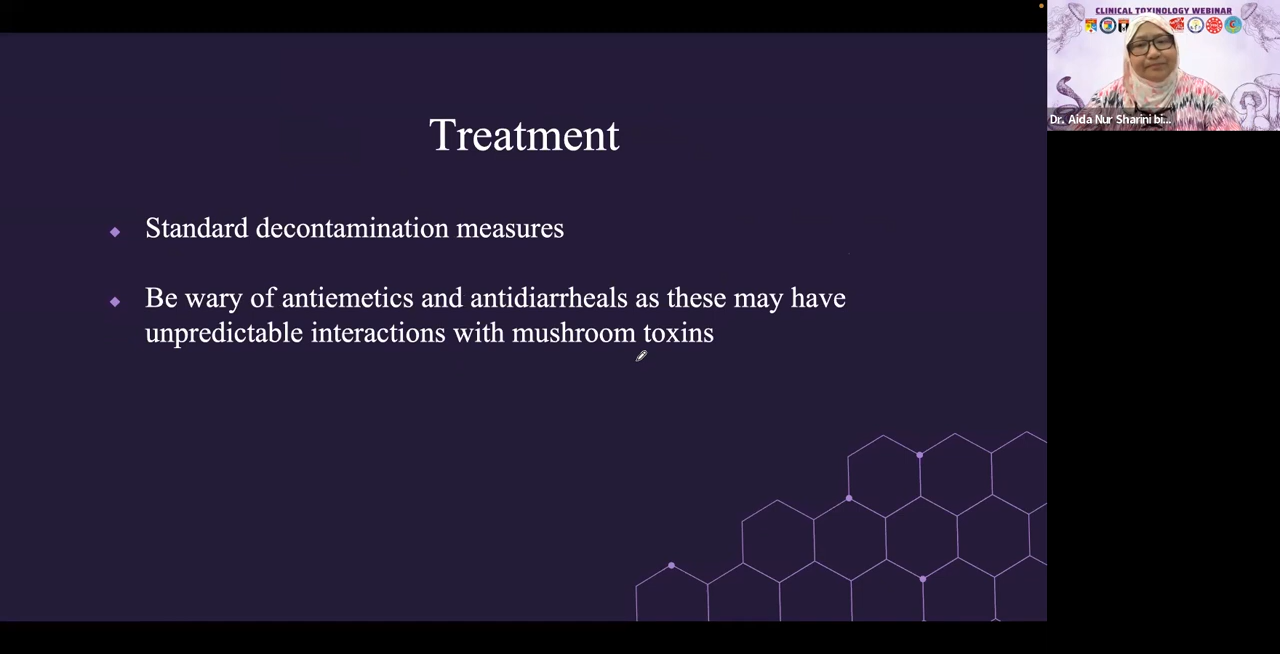 CLINICAL TOXINOLOGY WEBINAR
Dr. Aida Nur Sharini bi...
Treatment
Standard decontamination measures
Be wary of antiemetics and antidiarrheals as these may have
unpredictable interactions with mushroom toxins